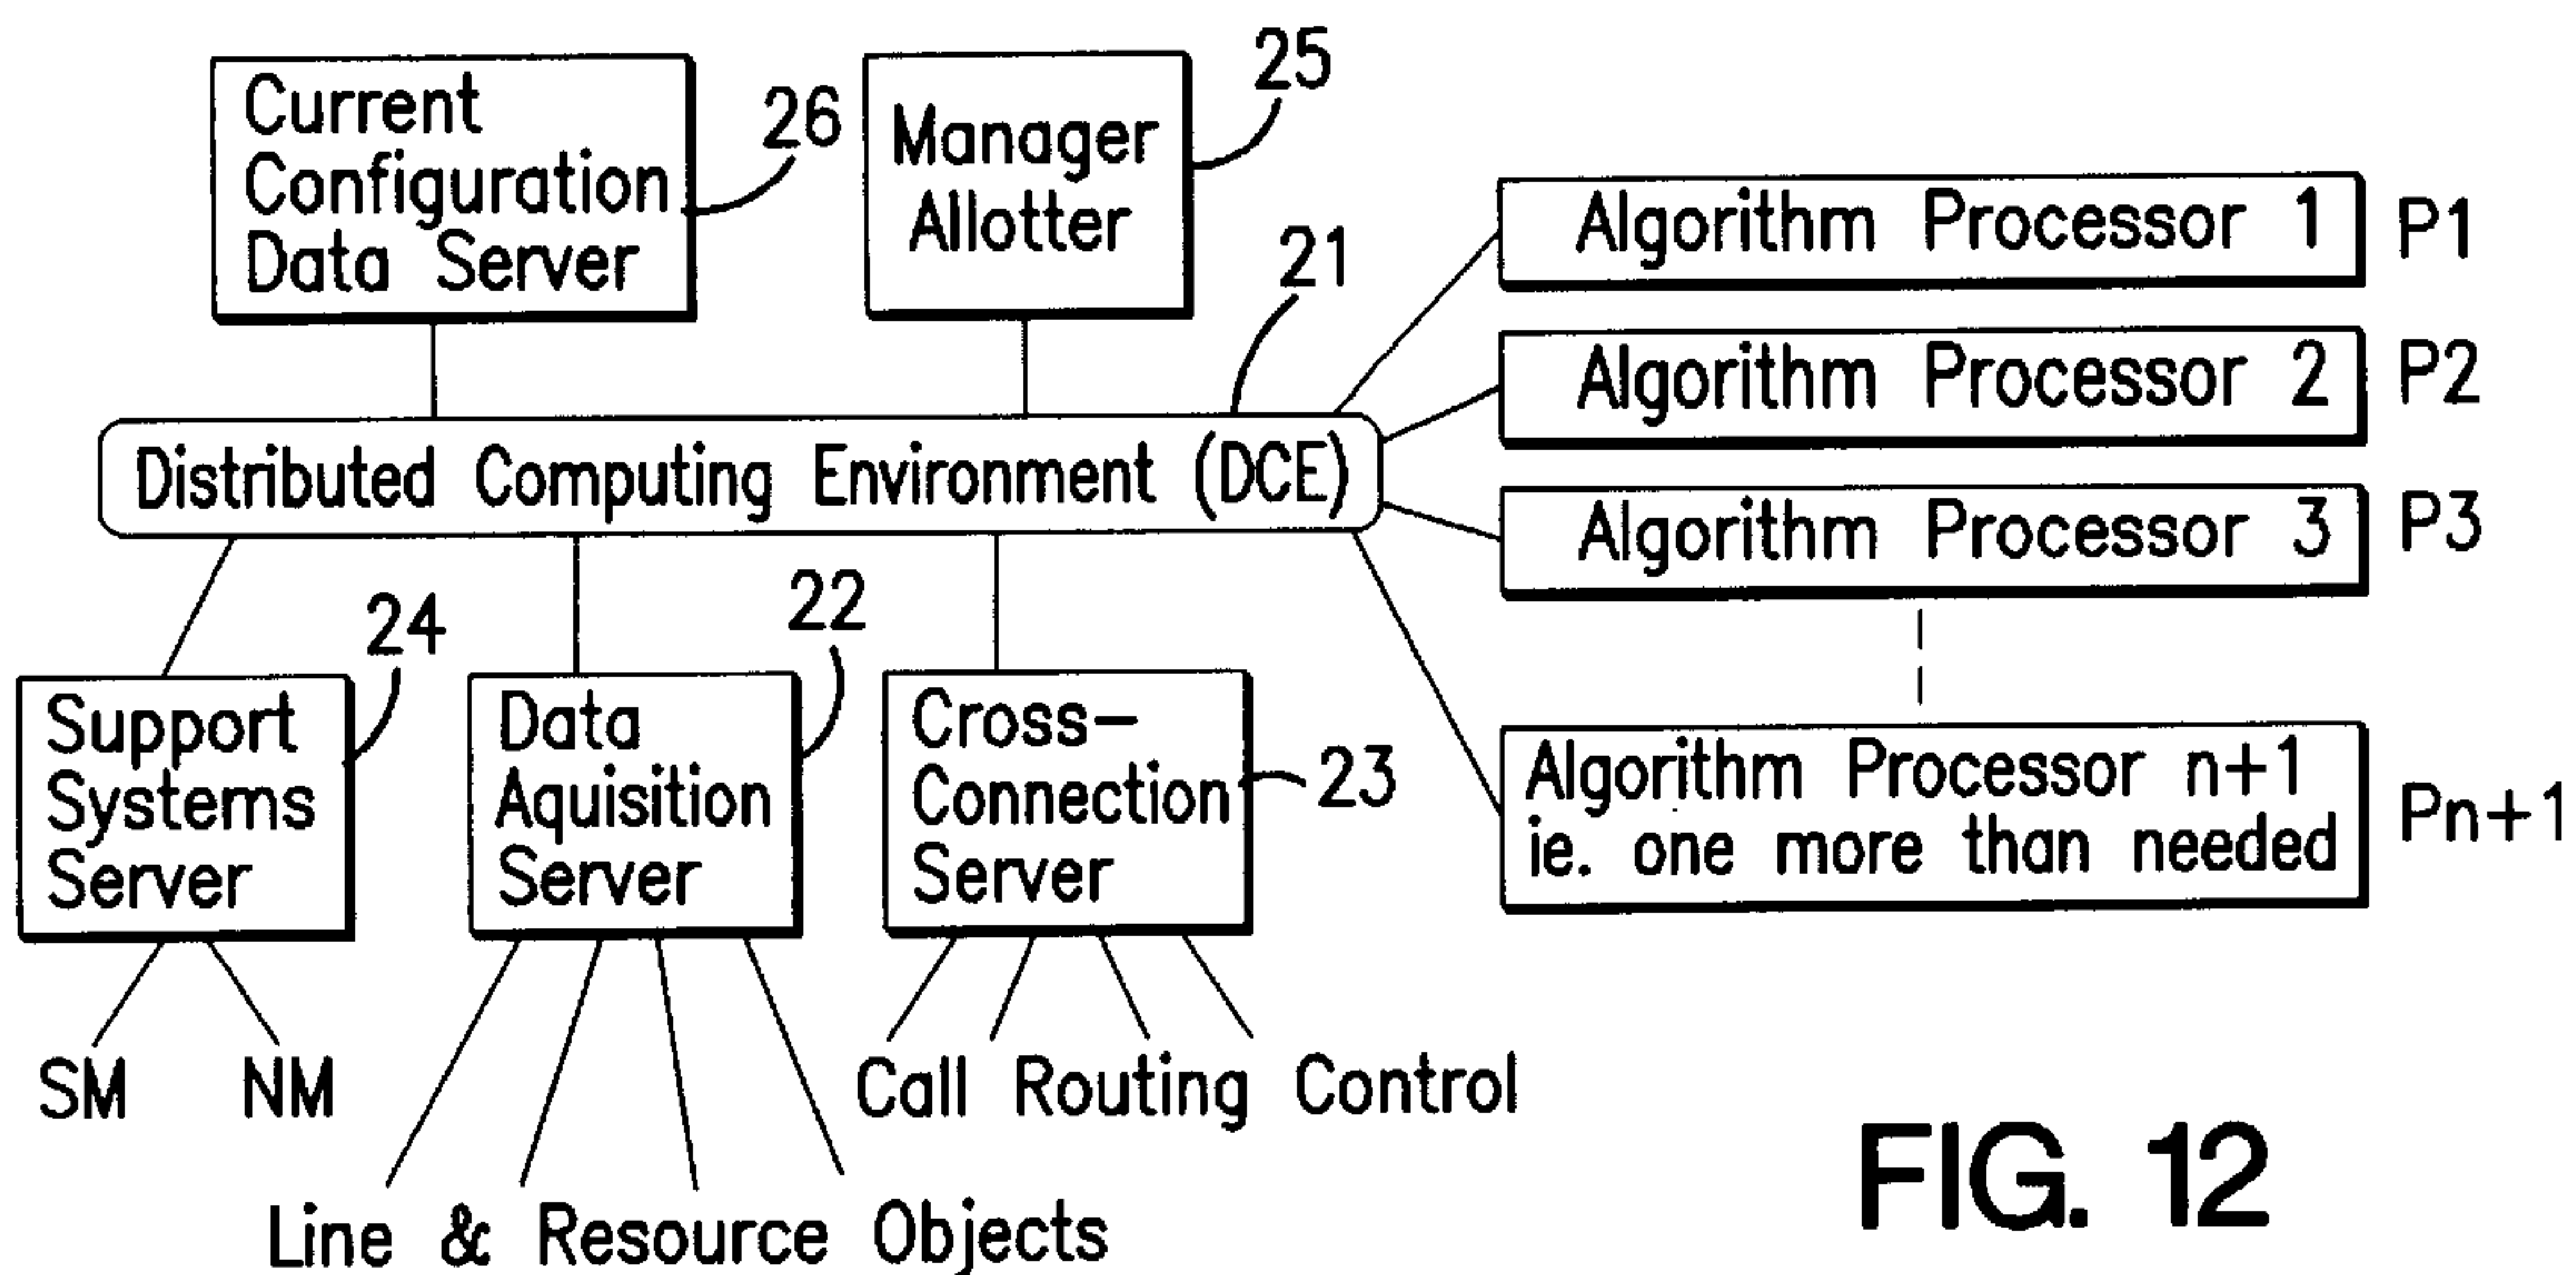 Current
Configuration
Data Server
26
Manager
Allotter
25
21
Algorithm Processor 1
P1
Algorithm Processor 2
P2
Distributed Computing Environment (DCE)
Algorithm Processor 3
P3
Support
Systems
Server
24
Data
Aquisition
Server
22
Cross-
Connection
Server
23
Algorithm Processor n+1
ie. one more than needed
Pn+1
SM
NM
Call Routing Control
Line & Resource Objects
FIG. 12